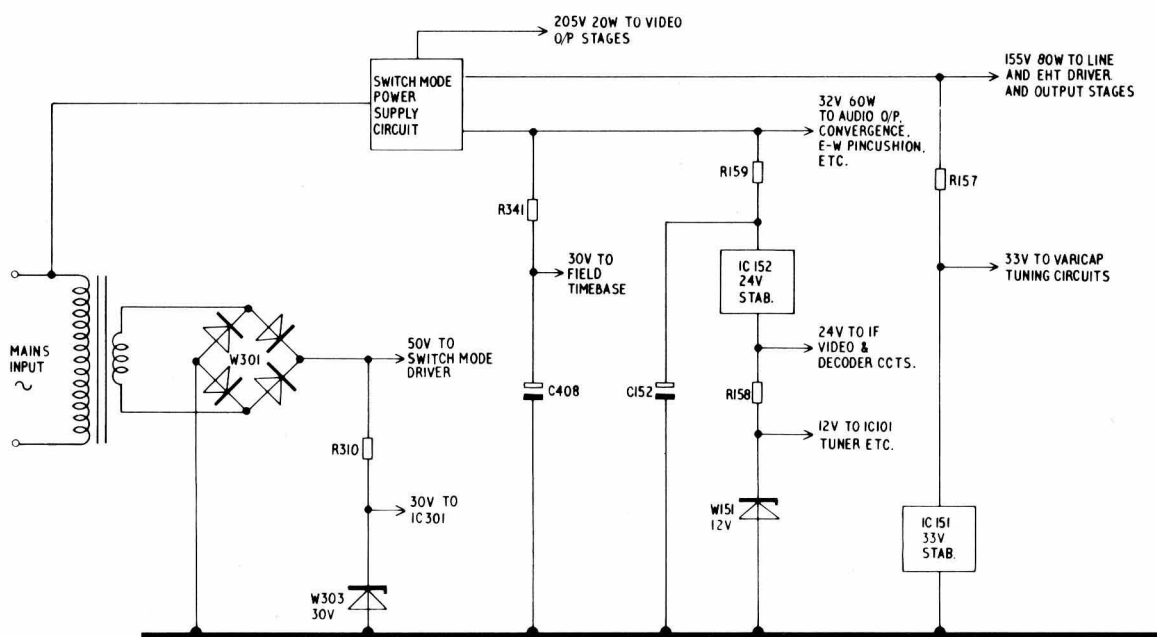 205V 20W TO VIDEO
O/P STAGES
SWITCH MODE
POWER
SUPPLY
CIRCUIT
155V 80W TO LINE
AND EHT DRIVER
AND OUTPUT STAGES
32V 60W
TO AUDIO O/P,
CONVERGENCE,
E-W PINCUSHION,
ETC.
R159
R157
R341
30V TO
FIELD
TIMEBASE
IC 152
24V
STAB.
33V TO VARICAP
TUNING CIRCUITS
MAINS
INPUT
~
W301
50V TO
SWITCH MODE
DRIVER
24V TO IF
VIDEO &
DECODER CCTS.
C408
C152
R158
12V TO IC101
TUNER ETC.
R310
30V TO
IC301
W151
12V
IC 151
33V
STAB.
W303
30V